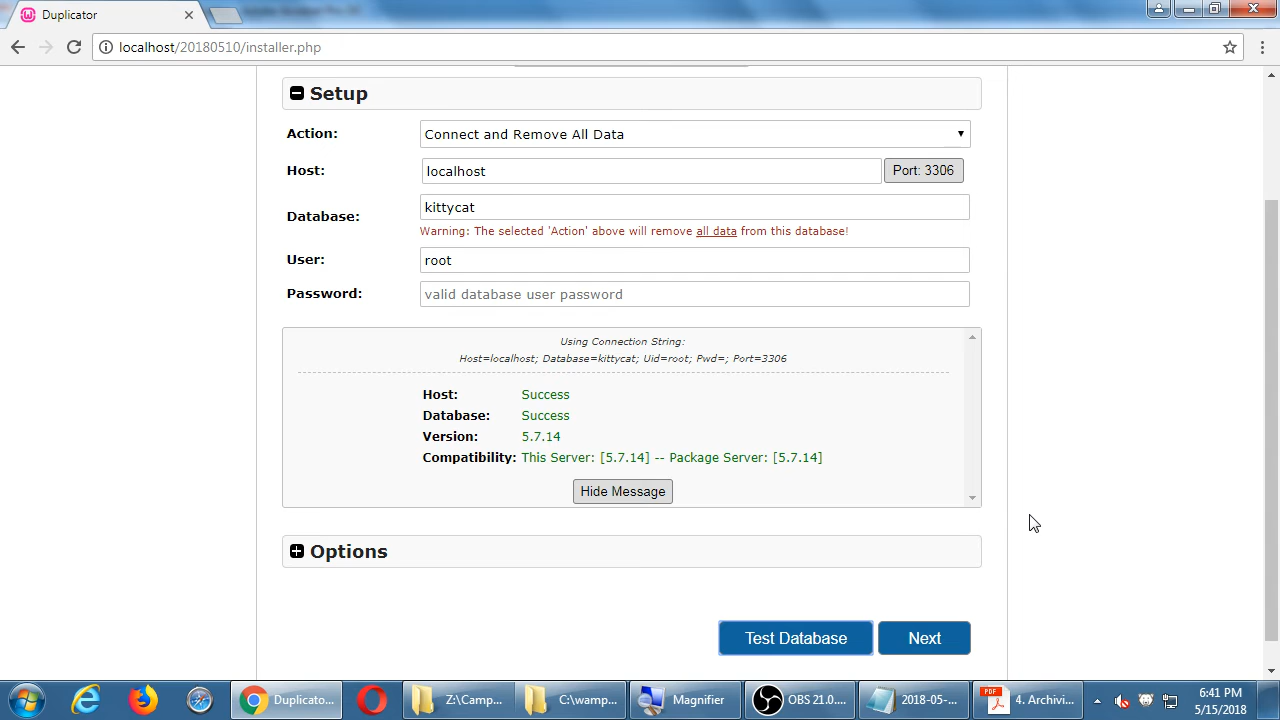 Duplicator
localhost/20180510/installer.php
Setup
Action: Connect and Remove All Data
Host: localhost Port: 3306
Database: kittycat
Warning: The selected 'Action' above will remove all data from this database!
User: root
Password: valid database user password
Using Connection String:
Host=localhost; Database=kittycat; Uid=root; Pwd=; Port=3306
Host: Success
Database: Success
Version: 5.7.14
Compatibility: This Server: [5.7.14] -- Package Server: [5.7.14]
Hide Message
Options
Test Database Next
Duplicato... Z:\Camp... C:\wamp... Magnifier OBS 21.0.... 2018-05-... PDF 4. Archivi... 6:41 PM
5/15/2018